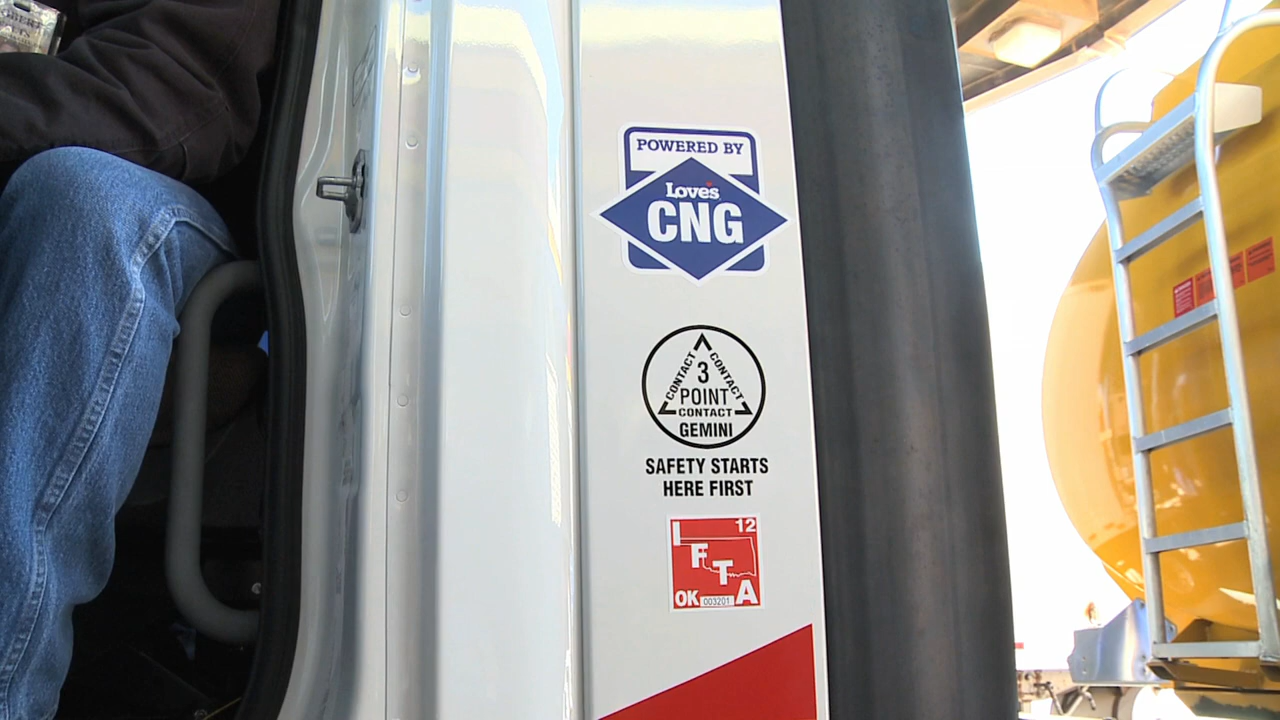 POWERED BY
Love's
CNG
CONTACT
CONTACT
3
POINT
CONTACT
GEMINI
SAFETY STARTS
HERE FIRST
I 12
F
T
OK 003201 A